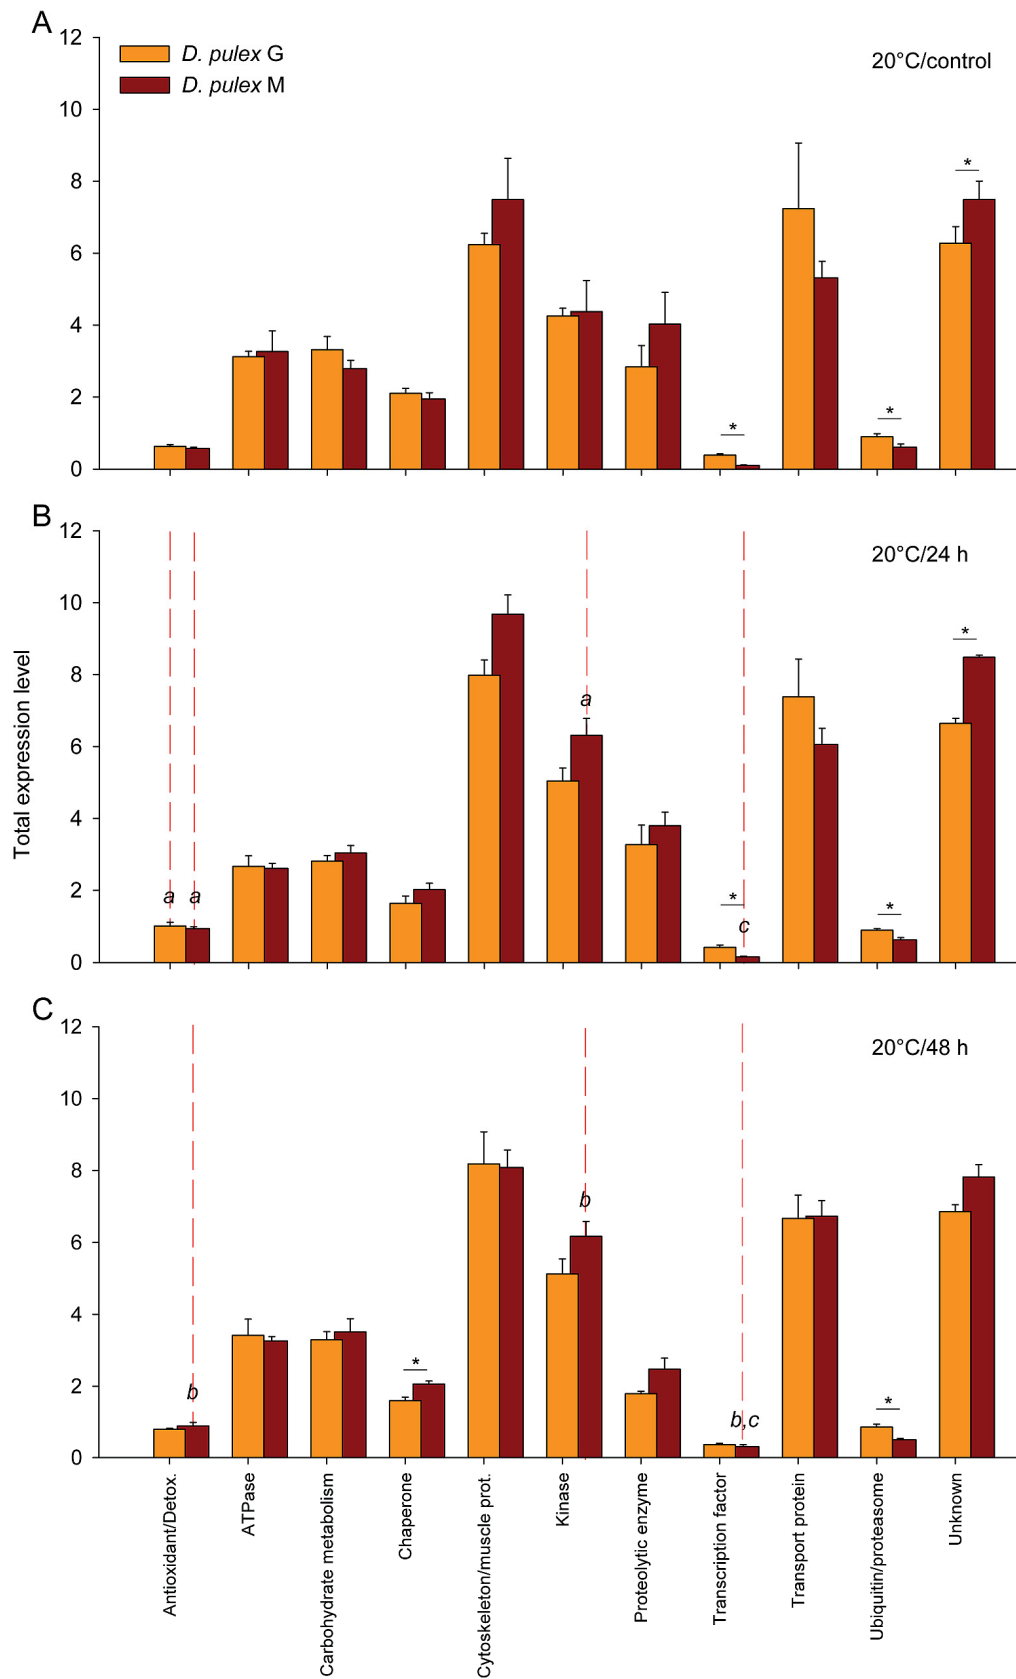 A
12
10
8
6
4
2
0
D. pulex G
D. pulex M
20°C/control
*
*
*
B
12
10
8
6
4
2
0
20°C/24 h
a
a
a
*
c
*
*
Total expression level
C
12
10
8
6
4
2
0
20°C/48 h
b
*
b
b,c
*
Antioxidant/Detox.
ATPase
Carbohydrate metabolism
Chaperone
Cytoskeleton/muscle prot.
Kinase
Proteolytic enzyme
Transcription factor
Transport protein
Ubiquitin/proteasome
Unknown